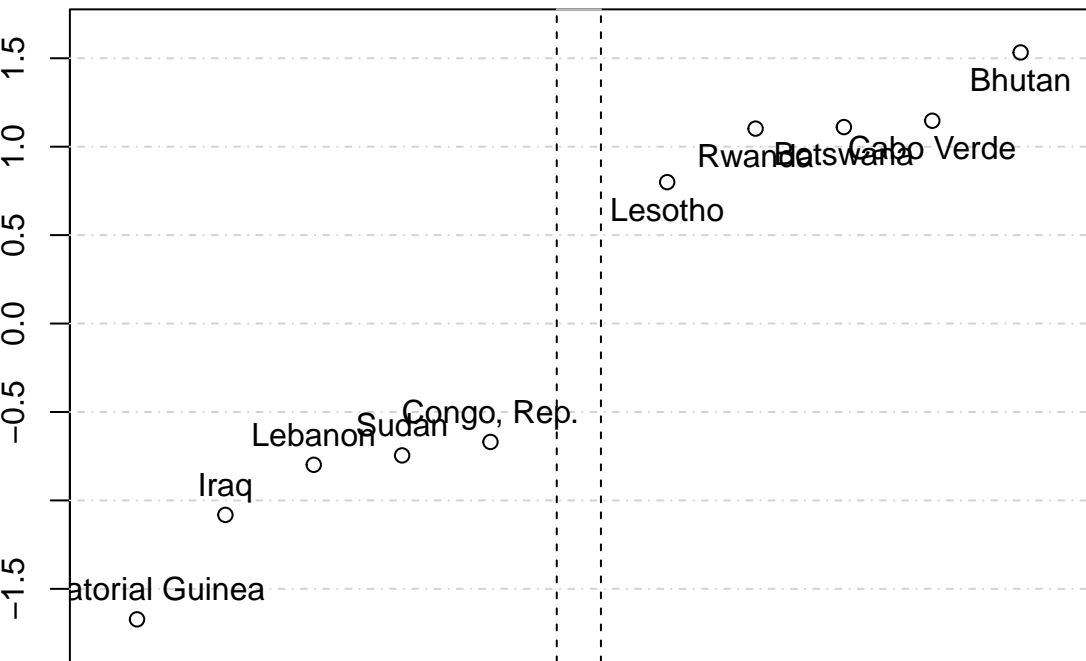 1.5
Bhutan
1.0
Rwanda
Botswana
Cabo Verde
Lesotho
0.5
0.0
−0.5
Congo, Rep.
Sudan
Lebanon
Iraq
−1.5
atorial Guinea